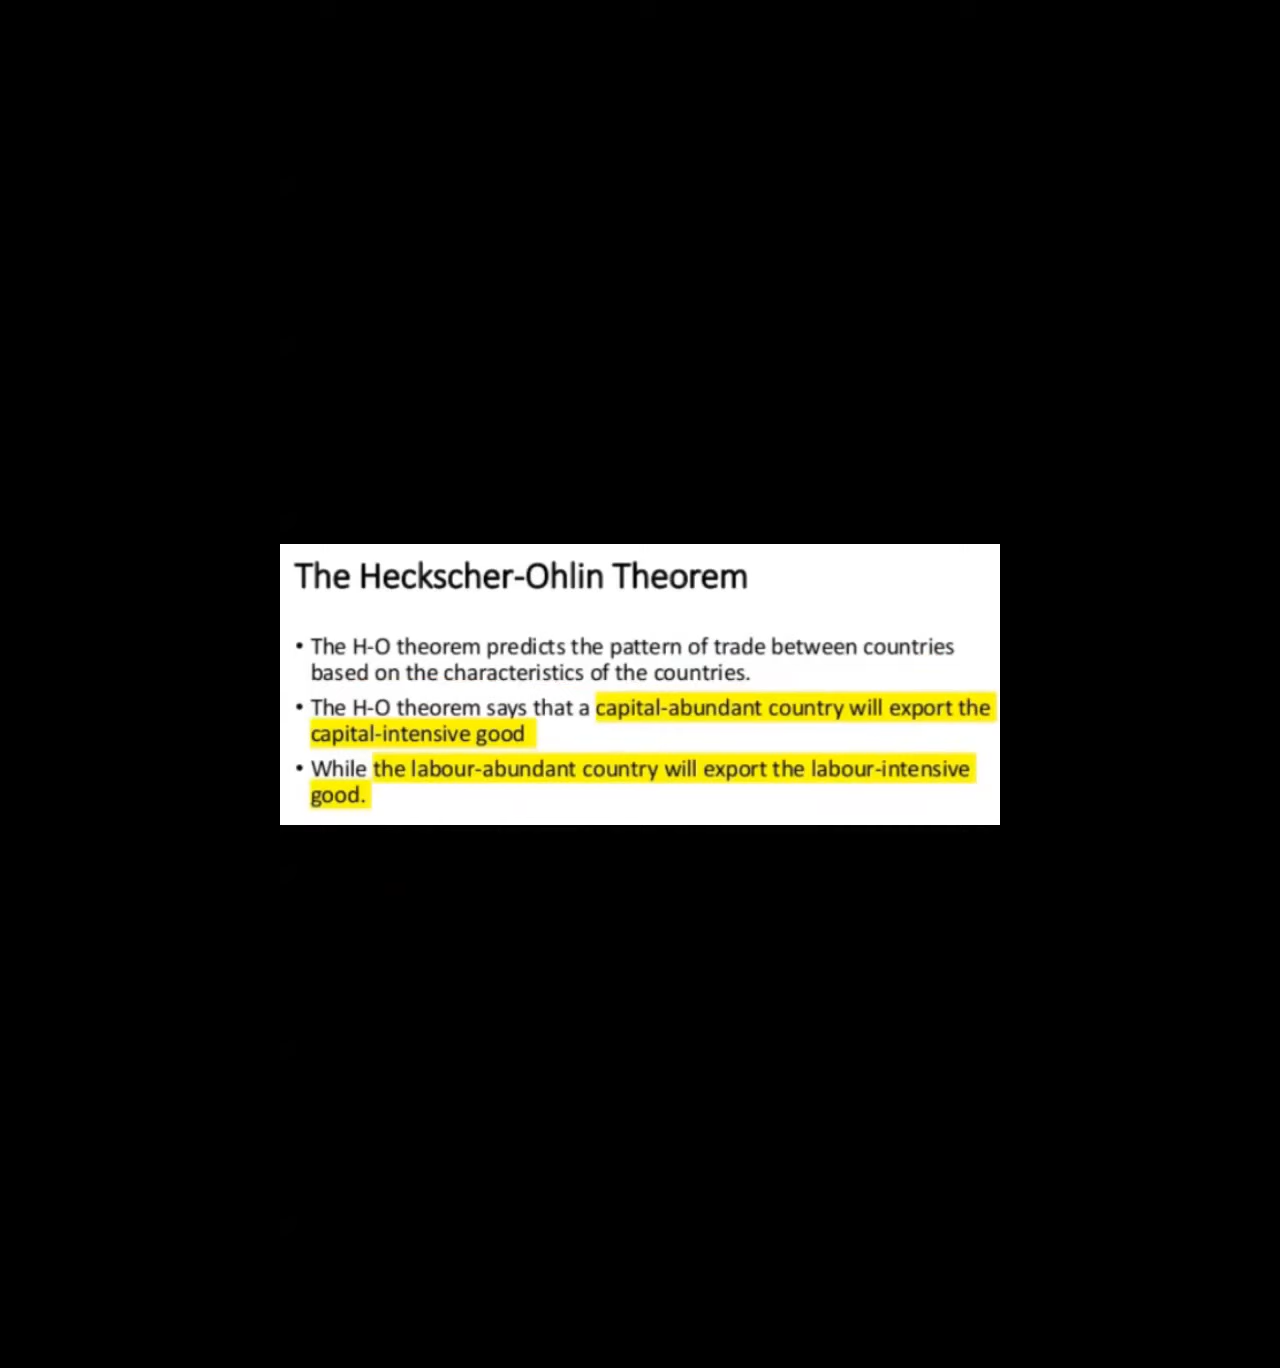 The Heckscher-Ohlin Theorem
• The H-O theorem predicts the pattern of trade between countries
based on the characteristics of the countries.
• The H-O theorem says that a capital-abundant country will export the
capital-intensive good
• While the labour-abundant country will export the labour-intensive
good.